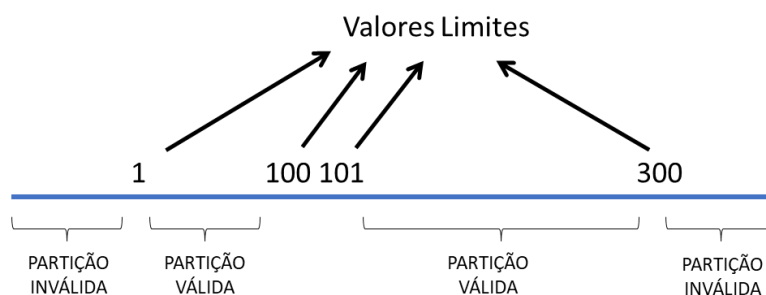 Valores Limites
1 100 101 300
PARTIÇÃO PARTIÇÃO PARTIÇÃO PARTIÇÃO
INVÁLIDA VÁLIDA VÁLIDA INVÁLIDA